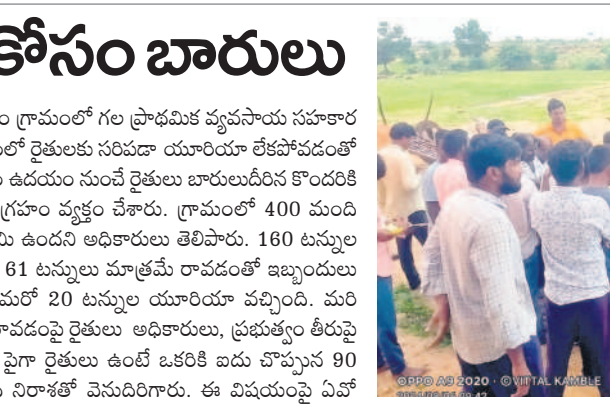 కోసం బారులు
గ్రామంలో గల ప్రాథమిక వ్యవసాయ సహకార
లో రైతులకు సరిపడా యూరియా లేకపోవడంతో
ఉదయం నుంచే రైతులు బారులుదీరిన కొందరికి
గ్రహం వ్యక్తం చేశారు. గ్రామంలో 400 మంది
మి ఉందని అధికారులు తెలిపారు. 160 టన్నుల
61 టన్నులు మాత్రమే రావడంతో ఇబ్బందులు
మరో 20 టన్నుల యూరియా వచ్చింది. మరి
రావడంపై రైతులు అధికారులు, ప్రభుత్వం తీరుపై
పైగా రైతులు ఉంటే ఒకరికి ఐదు చొప్పున 90
నిరాశతో వెనుదిరిగారు. ఈ విషయంపై ఏవో
OPPO A9 2020 · ©VITTAL KAMBLE